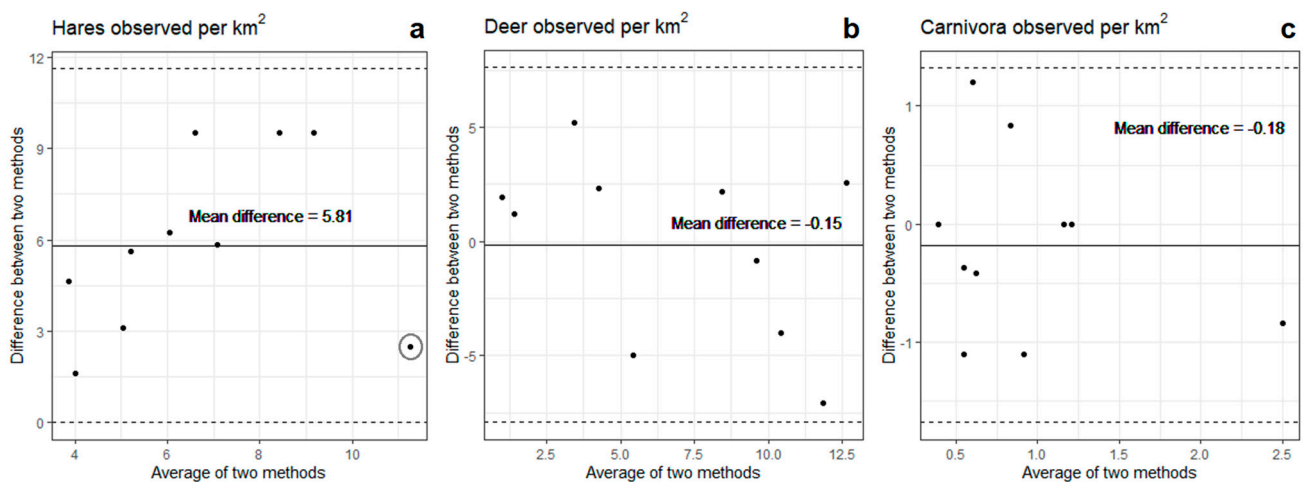 Hares observed per km² a
12
9
6
3
0
Mean difference = 5.81
4 6 8 10
Average of two methods
Difference between two methods
Deer observed per km² b
5
0
-5
Mean difference = -0.15
2.5 5.0 7.5 10.0 12.5
Average of two methods
Difference between two methods
Carnivora observed per km² c
1
0
-1
Mean difference = -0.18
0.5 1.0 1.5 2.0 2.5
Average of two methods
Difference between two methods